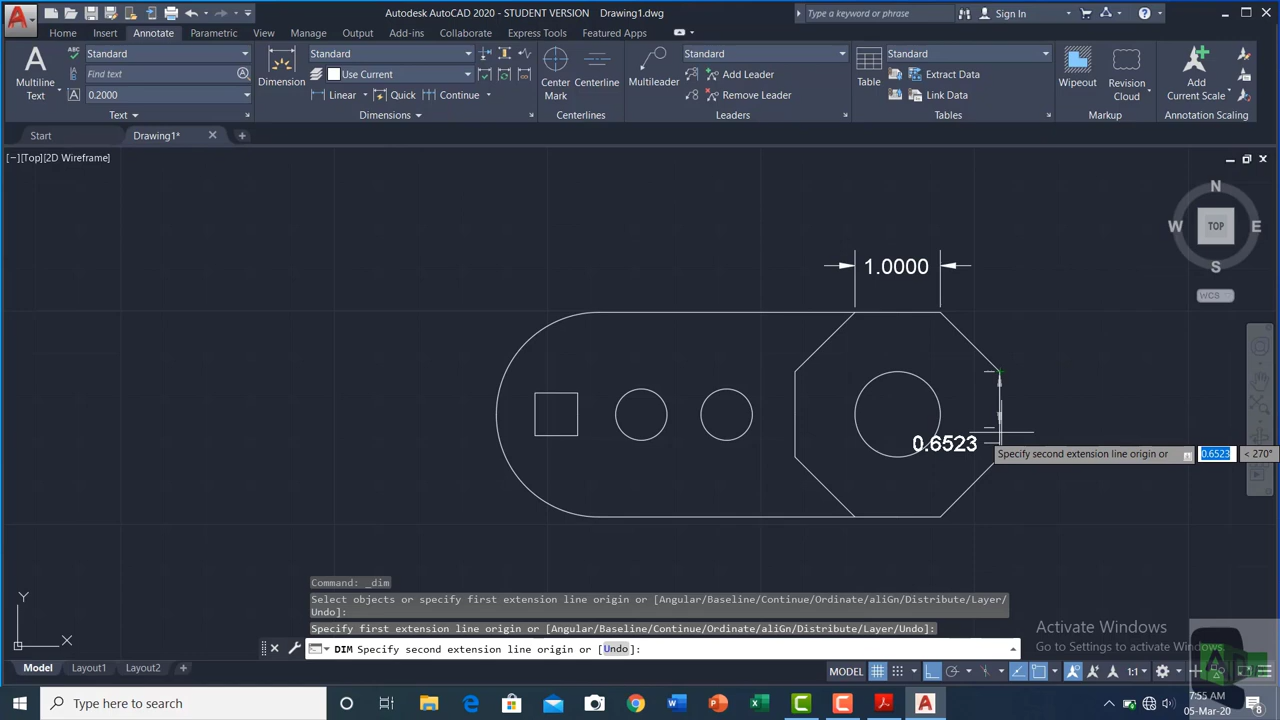 Autodesk AutoCAD 2020 - STUDENT VERSION Drawing1.dwg
Type a keyword or phrase
Sign In
Home Insert Annotate Parametric View Manage Output Add-ins Collaborate Express Tools Featured Apps
Standard
Find text
0.2000
Multiline Text
Text
Dimension
Standard
Use Current
Linear Quick Continue
Dimensions
Center Mark
Centerline
Centerlines
Multileader
Standard
Add Leader
Remove Leader
Leaders
Table
Standard
Extract Data
Link Data
Tables
Wipeout
Revision Cloud
Markup
Add Current Scale
Annotation Scaling
Start Drawing1*
[−][Top][2D Wireframe]
N
W TOP E
S
WCS
1.0000
0.6523
Specify second extension line origin or 0.6523 < 270°
Command: _dim
Select objects or specify first extension line origin or [Angular/Baseline/Continue/Ordinate/aliGn/Distribute/Layer/
Undo]:
Specify first extension line origin or [Angular/Baseline/Continue/Ordinate/aliGn/Distribute/Layer/Undo]:
DIM Specify second extension line origin or [Undo]:
Y
X
Activate Windows
Go to Settings to activate Windows.
Model Layout1 Layout2
MODEL
1:1
Type here to search
7:55 AM
05-Mar-20
8